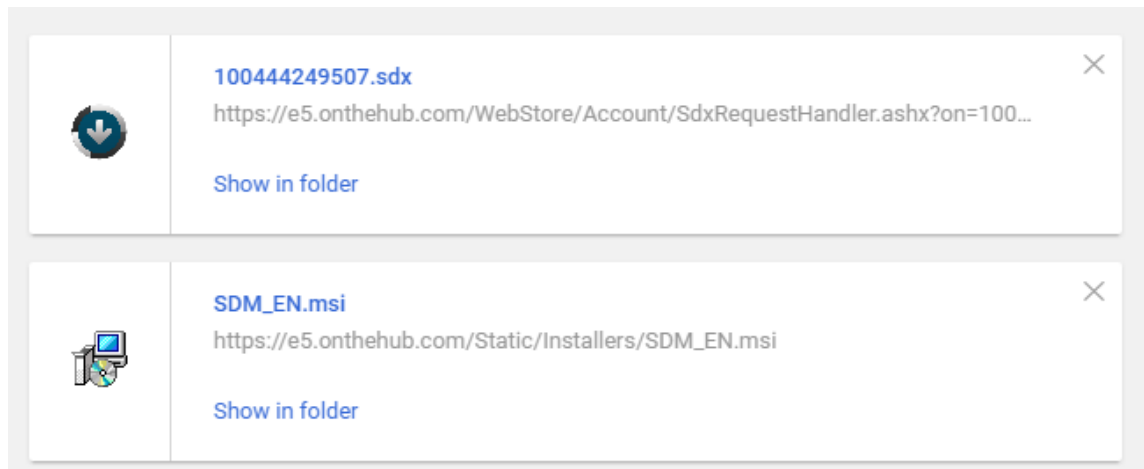 100444249507.sdx
https://e5.onthehub.com/WebStore/Account/SdxRequestHandler.ashx?on=100…
Show in folder
SDM_EN.msi
https://e5.onthehub.com/Static/Installers/SDM_EN.msi
Show in folder